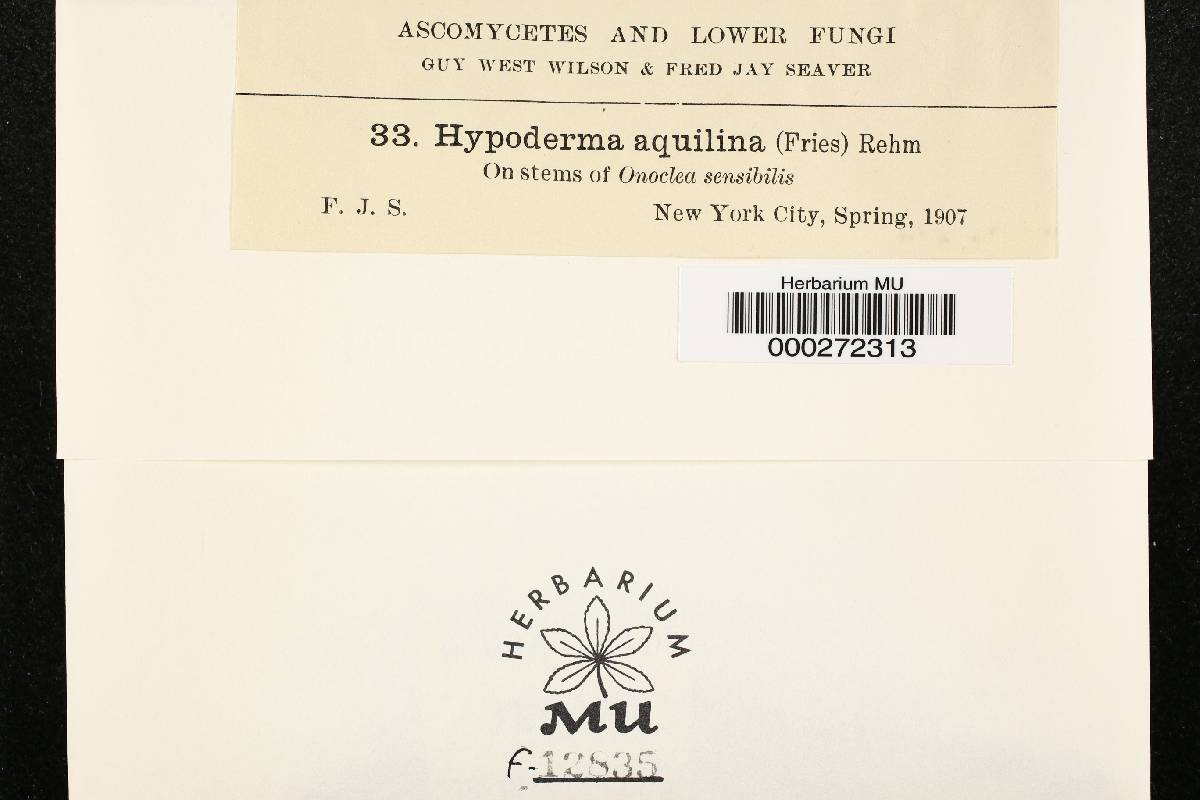 ASCOMYCETES AND LOWER FUNGI
GUY WEST WILSON & FRED JAY SEAVER
33. Hypoderma aquilina (Fries) Rehm
On stems of Onoclea sensibilis
F. J. S. New York City, Spring, 1907
Herbarium MU
000272313
HERBARIUM
MU
F-12835